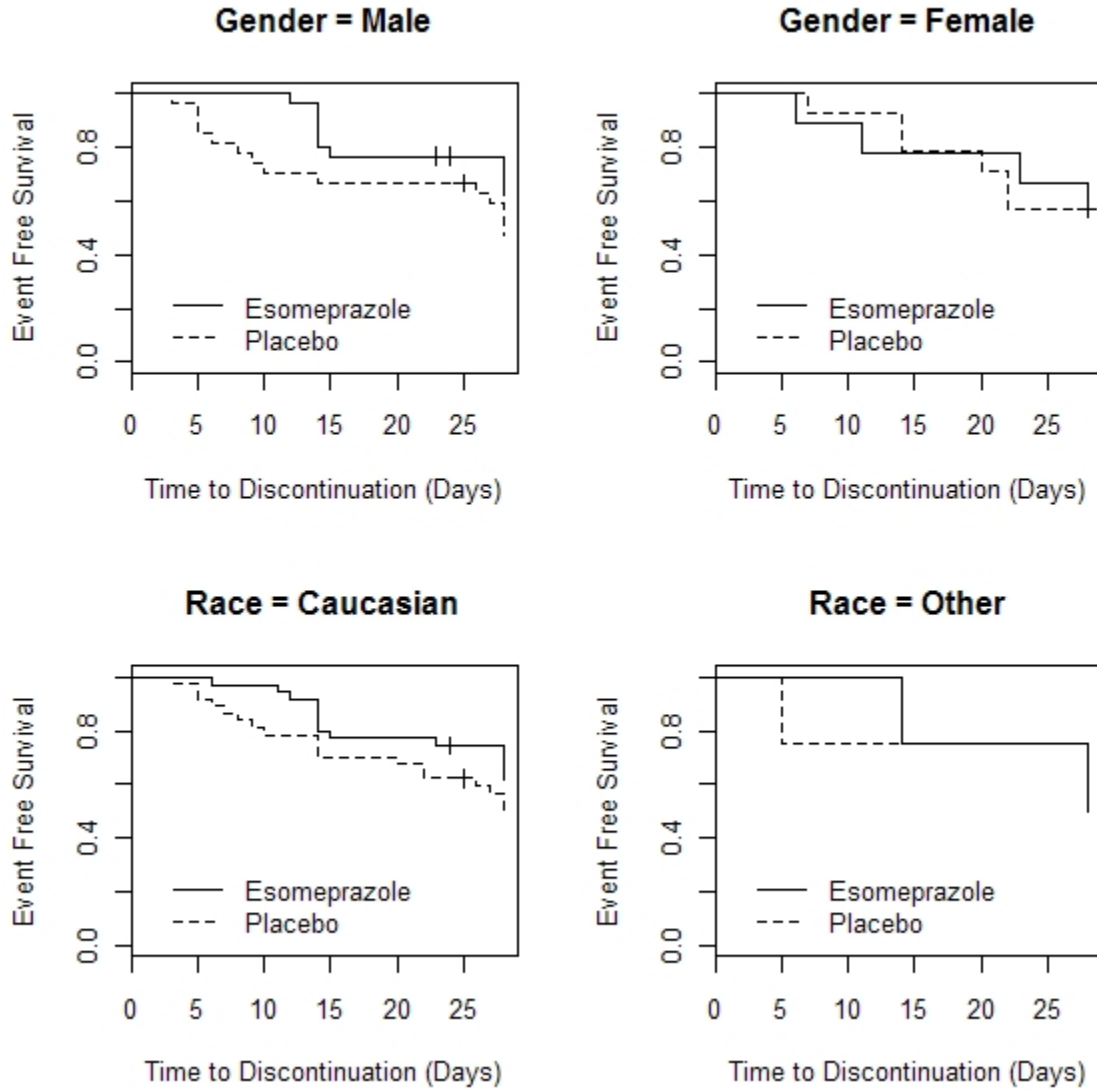 Gender = Male
Event Free Survival
0.8
0.4
0.0
Esomeprazole
Placebo
0 5 10 15 20 25
Time to Discontinuation (Days)
Gender = Female
Event Free Survival
0.8
0.4
0.0
Esomeprazole
Placebo
0 5 10 15 20 25
Time to Discontinuation (Days)
Race = Caucasian
Event Free Survival
0.8
0.4
0.0
Esomeprazole
Placebo
0 5 10 15 20 25
Time to Discontinuation (Days)
Race = Other
Event Free Survival
0.8
0.4
0.0
Esomeprazole
Placebo
0 5 10 15 20 25
Time to Discontinuation (Days)